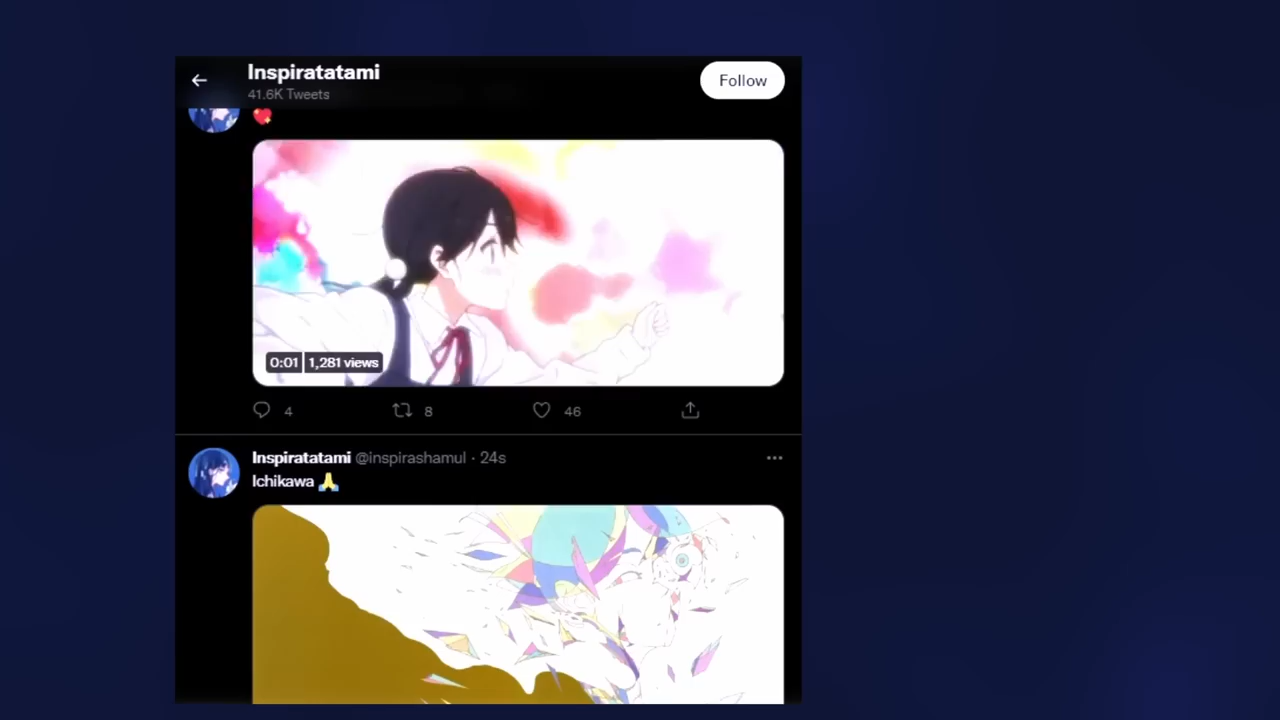 Inspiratatami
41.6K Tweets
Follow
💖
0:01 1,281 views
4 8 46
Inspiratatami @inspirashamul · 24s
Ichikawa 🙏